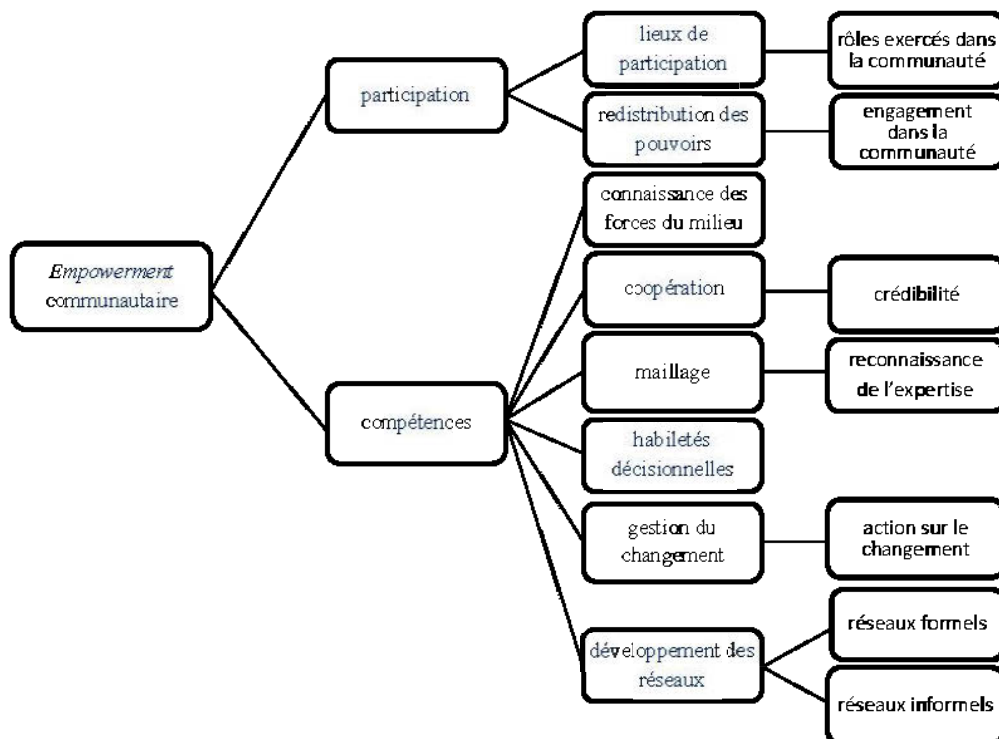 Empowerment
communautaire
participation
compétences
lieux de
participation
redistribution des
pouvoirs
connaissance des
forces du milieu
coopération
maillage
habiletés
décisionnelles
gestion du
changement
développement des
réseaux
rôles exercés dans
la communauté
engagement
dans la
communauté
crédibilité
reconnaissance
de l'expertise
action sur le
changement
réseaux formels
réseaux informels